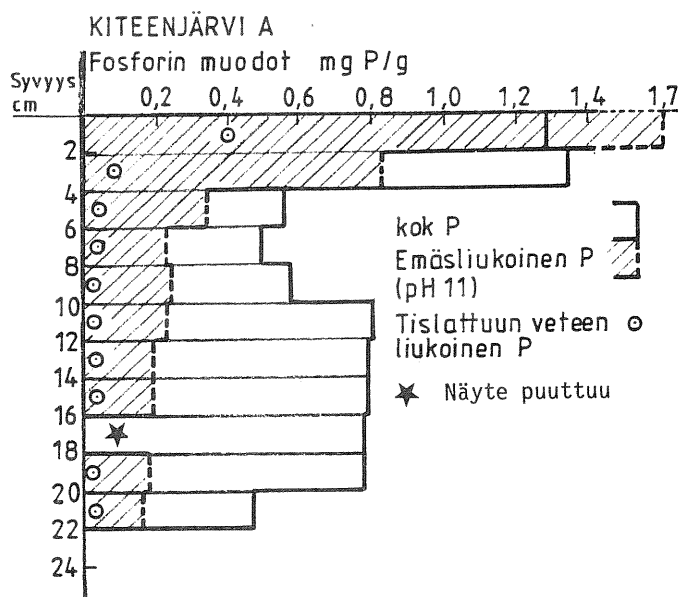 KITEENJÄRVI A
Fosforin muodot mg P/g
Syvyys
cm
0,2 0,4 0,6 0,8 1,0 1,2 1,4 1,7
2
4
6
8
10
12
14
16
18
20
22
24
kok P
Emäsliukoinen P
(pH 11)
Tislattuun veteen
liukoinen P
Näyte puuttuu